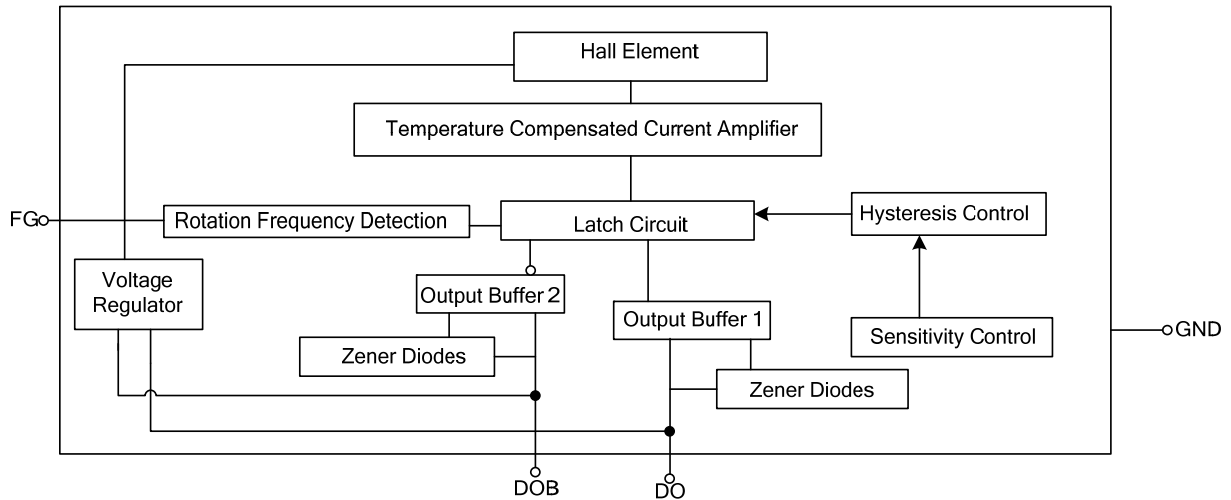 Hall Element
Temperature Compensated Current Amplifier
FG
Rotation Frequency Detection
Latch Circuit
Hysteresis Control
Voltage
Regulator
Output Buffer 2
Output Buffer 1
Sensitivity Control
GND
Zener Diodes
Zener Diodes
DOB
DO